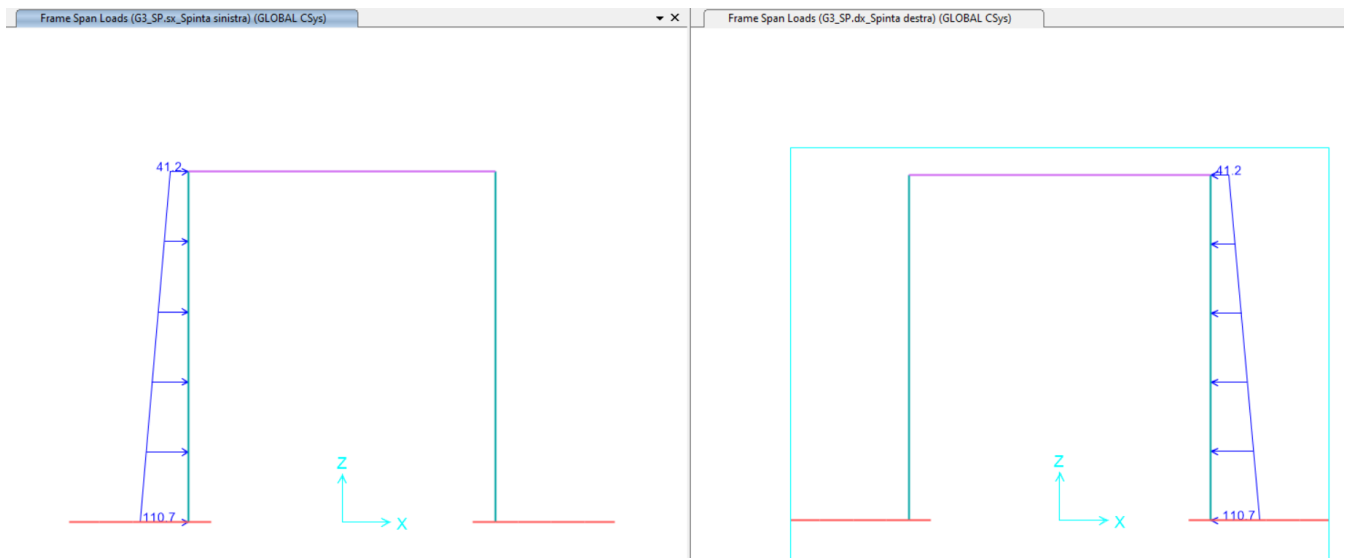 Frame Span Loads (G3_SP.sx_Spinta sinistra) (GLOBAL CSys)
41.2
110.7
Z
X
Frame Span Loads (G3_SP.dx_Spinta destra) (GLOBAL CSys)
41.2
110.7
Z
X